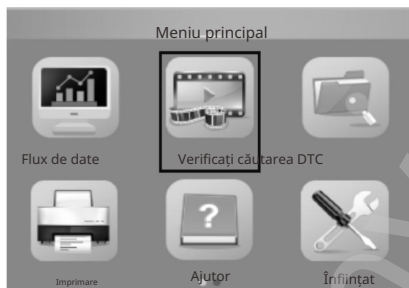 Meniu principal
Flux de date
Verificați căutarea DTC
Imprimare
Ajutor
Înființat